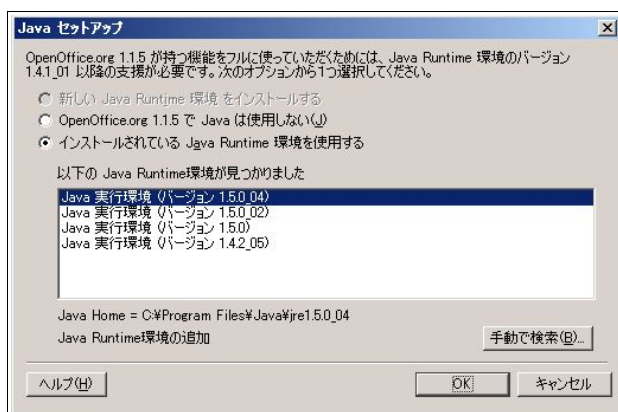 Java セットアップ
OpenOffice.org 1.1.5 が持つ機能をフルに使っていただくためには、Java Runtime 環境のバージョン
1.4.1_01 以降の支援が必要です。次のオプションから1つ選択してください。
新しい Java Runtime 環境 をインストールする
OpenOffice.org 1.1.5 で Java は使用しない(J)
インストールされている Java Runtime 環境を使用する
以下の Java Runtime環境が見つかりました
Java 実行環境 (バージョン 1.5.0_04)
Java 実行環境 (バージョン 1.5.0_02)
Java 実行環境 (バージョン 1.5.0)
Java 実行環境 (バージョン 1.4.2_05)
Java Home = C:¥Program Files¥Java¥jre1.5.0_04
Java Runtime環境の追加
手動で検索(B)...
ヘルプ(H)
OK
キャンセル